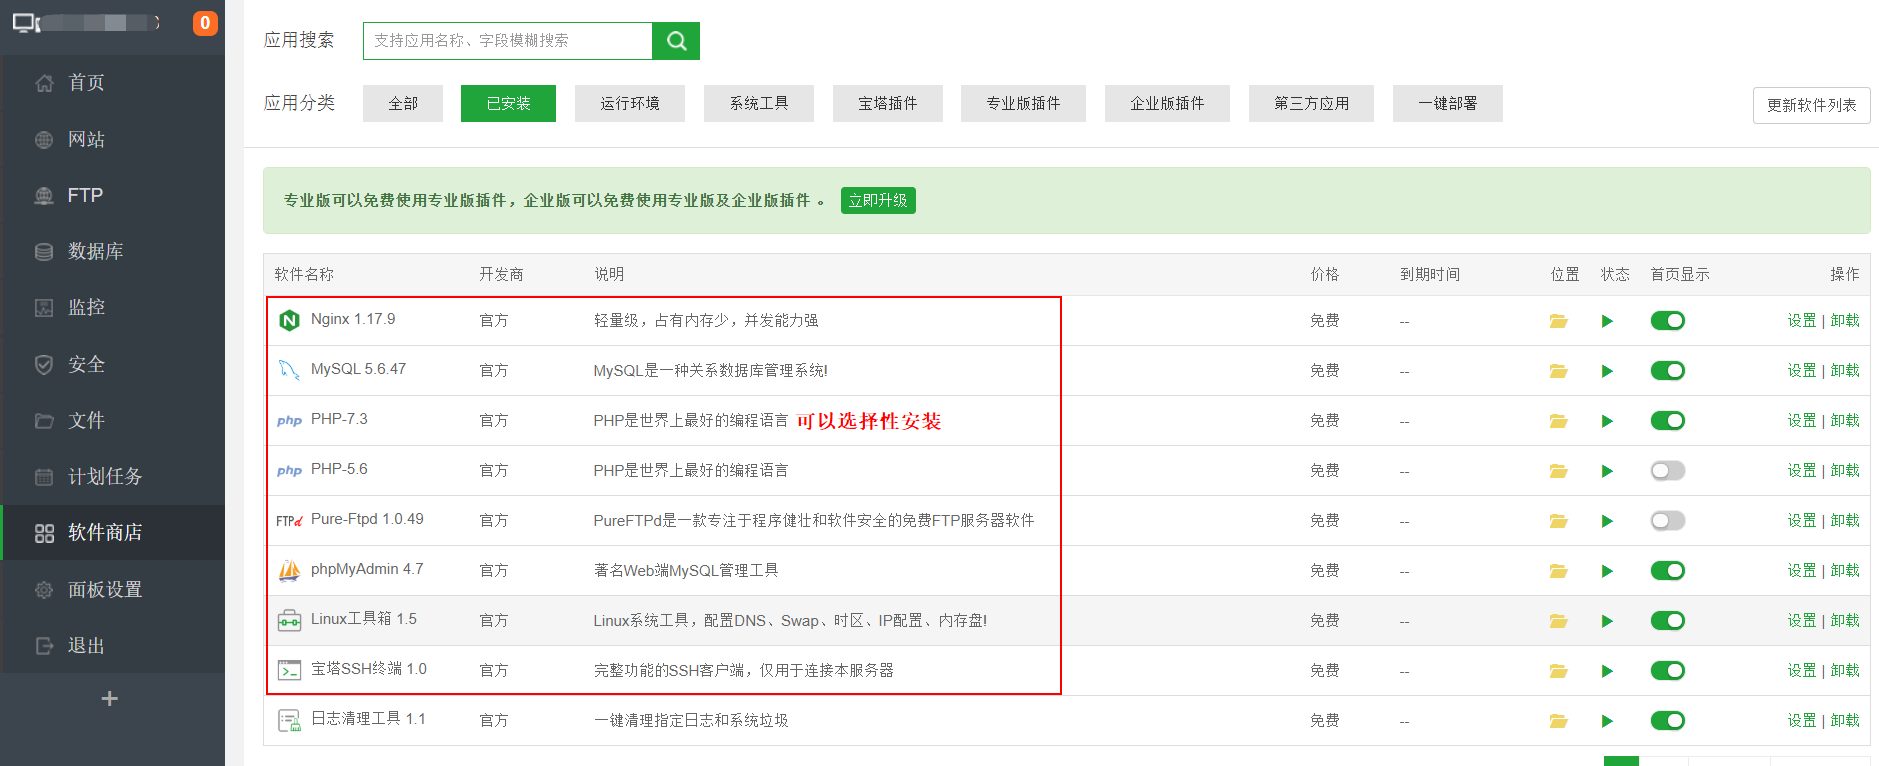 0
首页
网站
FTP
数据库
监控
安全
文件
计划任务
软件商店
面板设置
退出
+
应用搜索 支持应用名称、字段模糊搜索
应用分类 全部 已安装 运行环境 系统工具 宝塔插件 专业版插件 企业版插件 第三方应用 一键部署 更新软件列表
专业版可以免费使用专业版插件，企业版可以免费使用专业版及企业版插件 。 立即升级
软件名称 开发商 说明 价格 到期时间 位置 状态 首页显示 操作
Nginx 1.17.9 官方 轻量级，占有内存少，并发能力强 免费 -- 设置 | 卸载
MySQL 5.6.47 官方 MySQL是一种关系数据库管理系统! 免费 -- 设置 | 卸载
php PHP-7.3 官方 PHP是世界上最好的编程语言 可以选择性安装 免费 -- 设置 | 卸载
php PHP-5.6 官方 PHP是世界上最好的编程语言 免费 -- 设置 | 卸载
FTPd Pure-Ftpd 1.0.49 官方 PureFTPd是一款专注于程序健壮和软件安全的免费FTP服务器软件 免费 -- 设置 | 卸载
phpMyAdmin 4.7 官方 著名Web端MySQL管理工具 免费 -- 设置 | 卸载
Linux工具箱 1.5 官方 Linux系统工具，配置DNS、Swap、时区、IP配置、内存盘! 免费 -- 设置 | 卸载
宝塔SSH终端 1.0 官方 完整功能的SSH客户端，仅用于连接本服务器 免费 -- 设置 | 卸载
日志清理工具 1.1 官方 一键清理指定日志和系统垃圾 免费 -- 设置 | 卸载